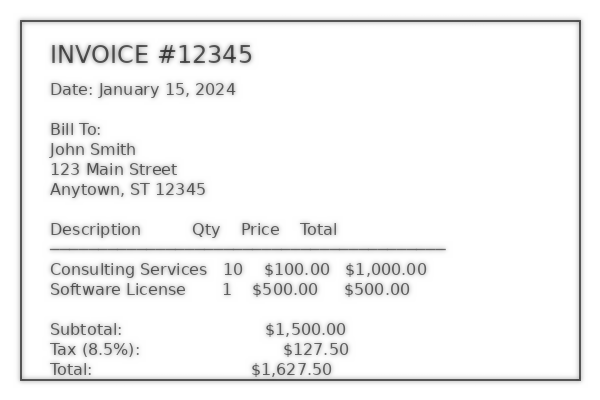 INVOICE #12345
Date: January 15, 2024
Bill To:
John Smith
123 Main Street
Anytown, ST 12345
Description Qty Price Total
Consulting Services 10 $100.00 $1,000.00
Software License 1 $500.00 $500.00
Subtotal: $1,500.00
Tax (8.5%): $127.50
Total: $1,627.50